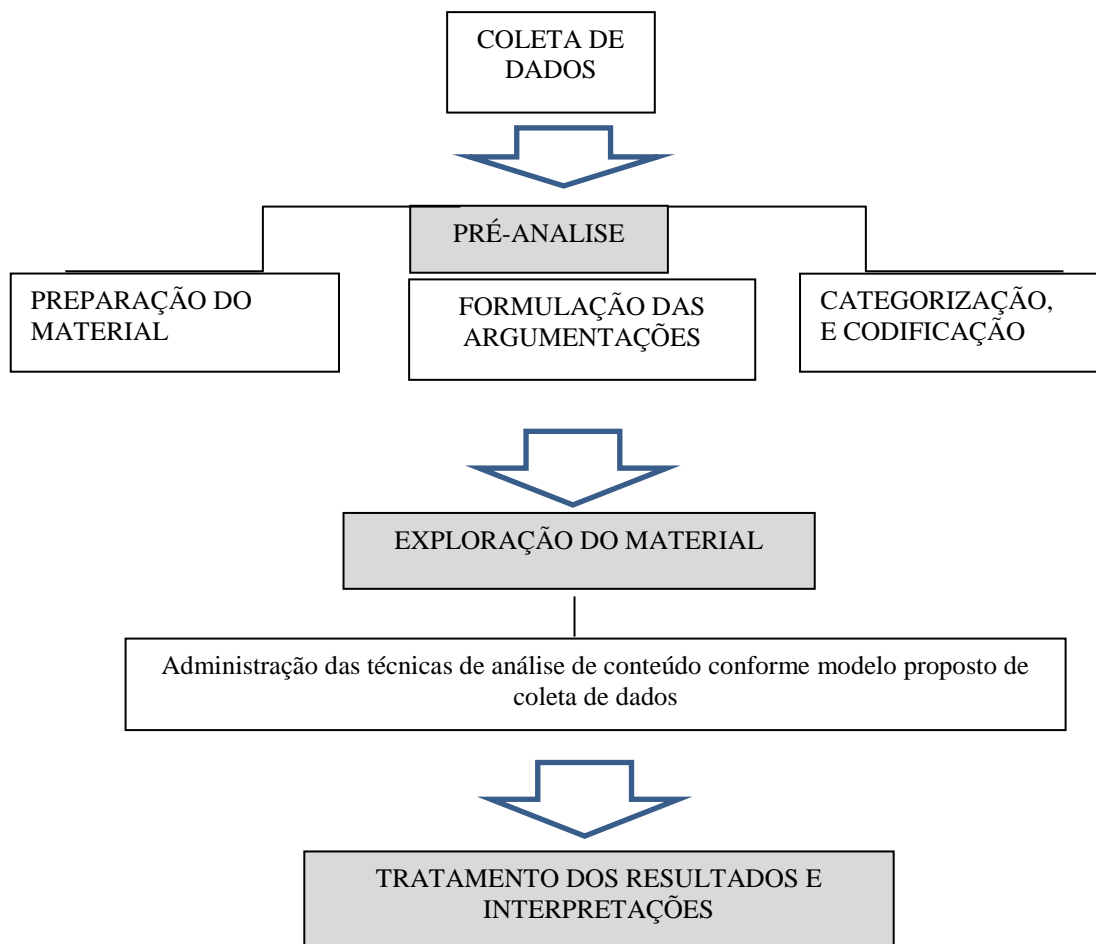 COLETA DE
DADOS
PRÉ-ANALISE
PREPARAÇÃO DO
MATERIAL
FORMULAÇÃO DAS
ARGUMENTAÇÕES
CATEGORIZAÇÃO,
E CODIFICAÇÃO
EXPLORAÇÃO DO MATERIAL
Administração das técnicas de análise de conteúdo conforme modelo proposto de
coleta de dados
TRATAMENTO DOS RESULTADOS E
INTERPRETAÇÕES